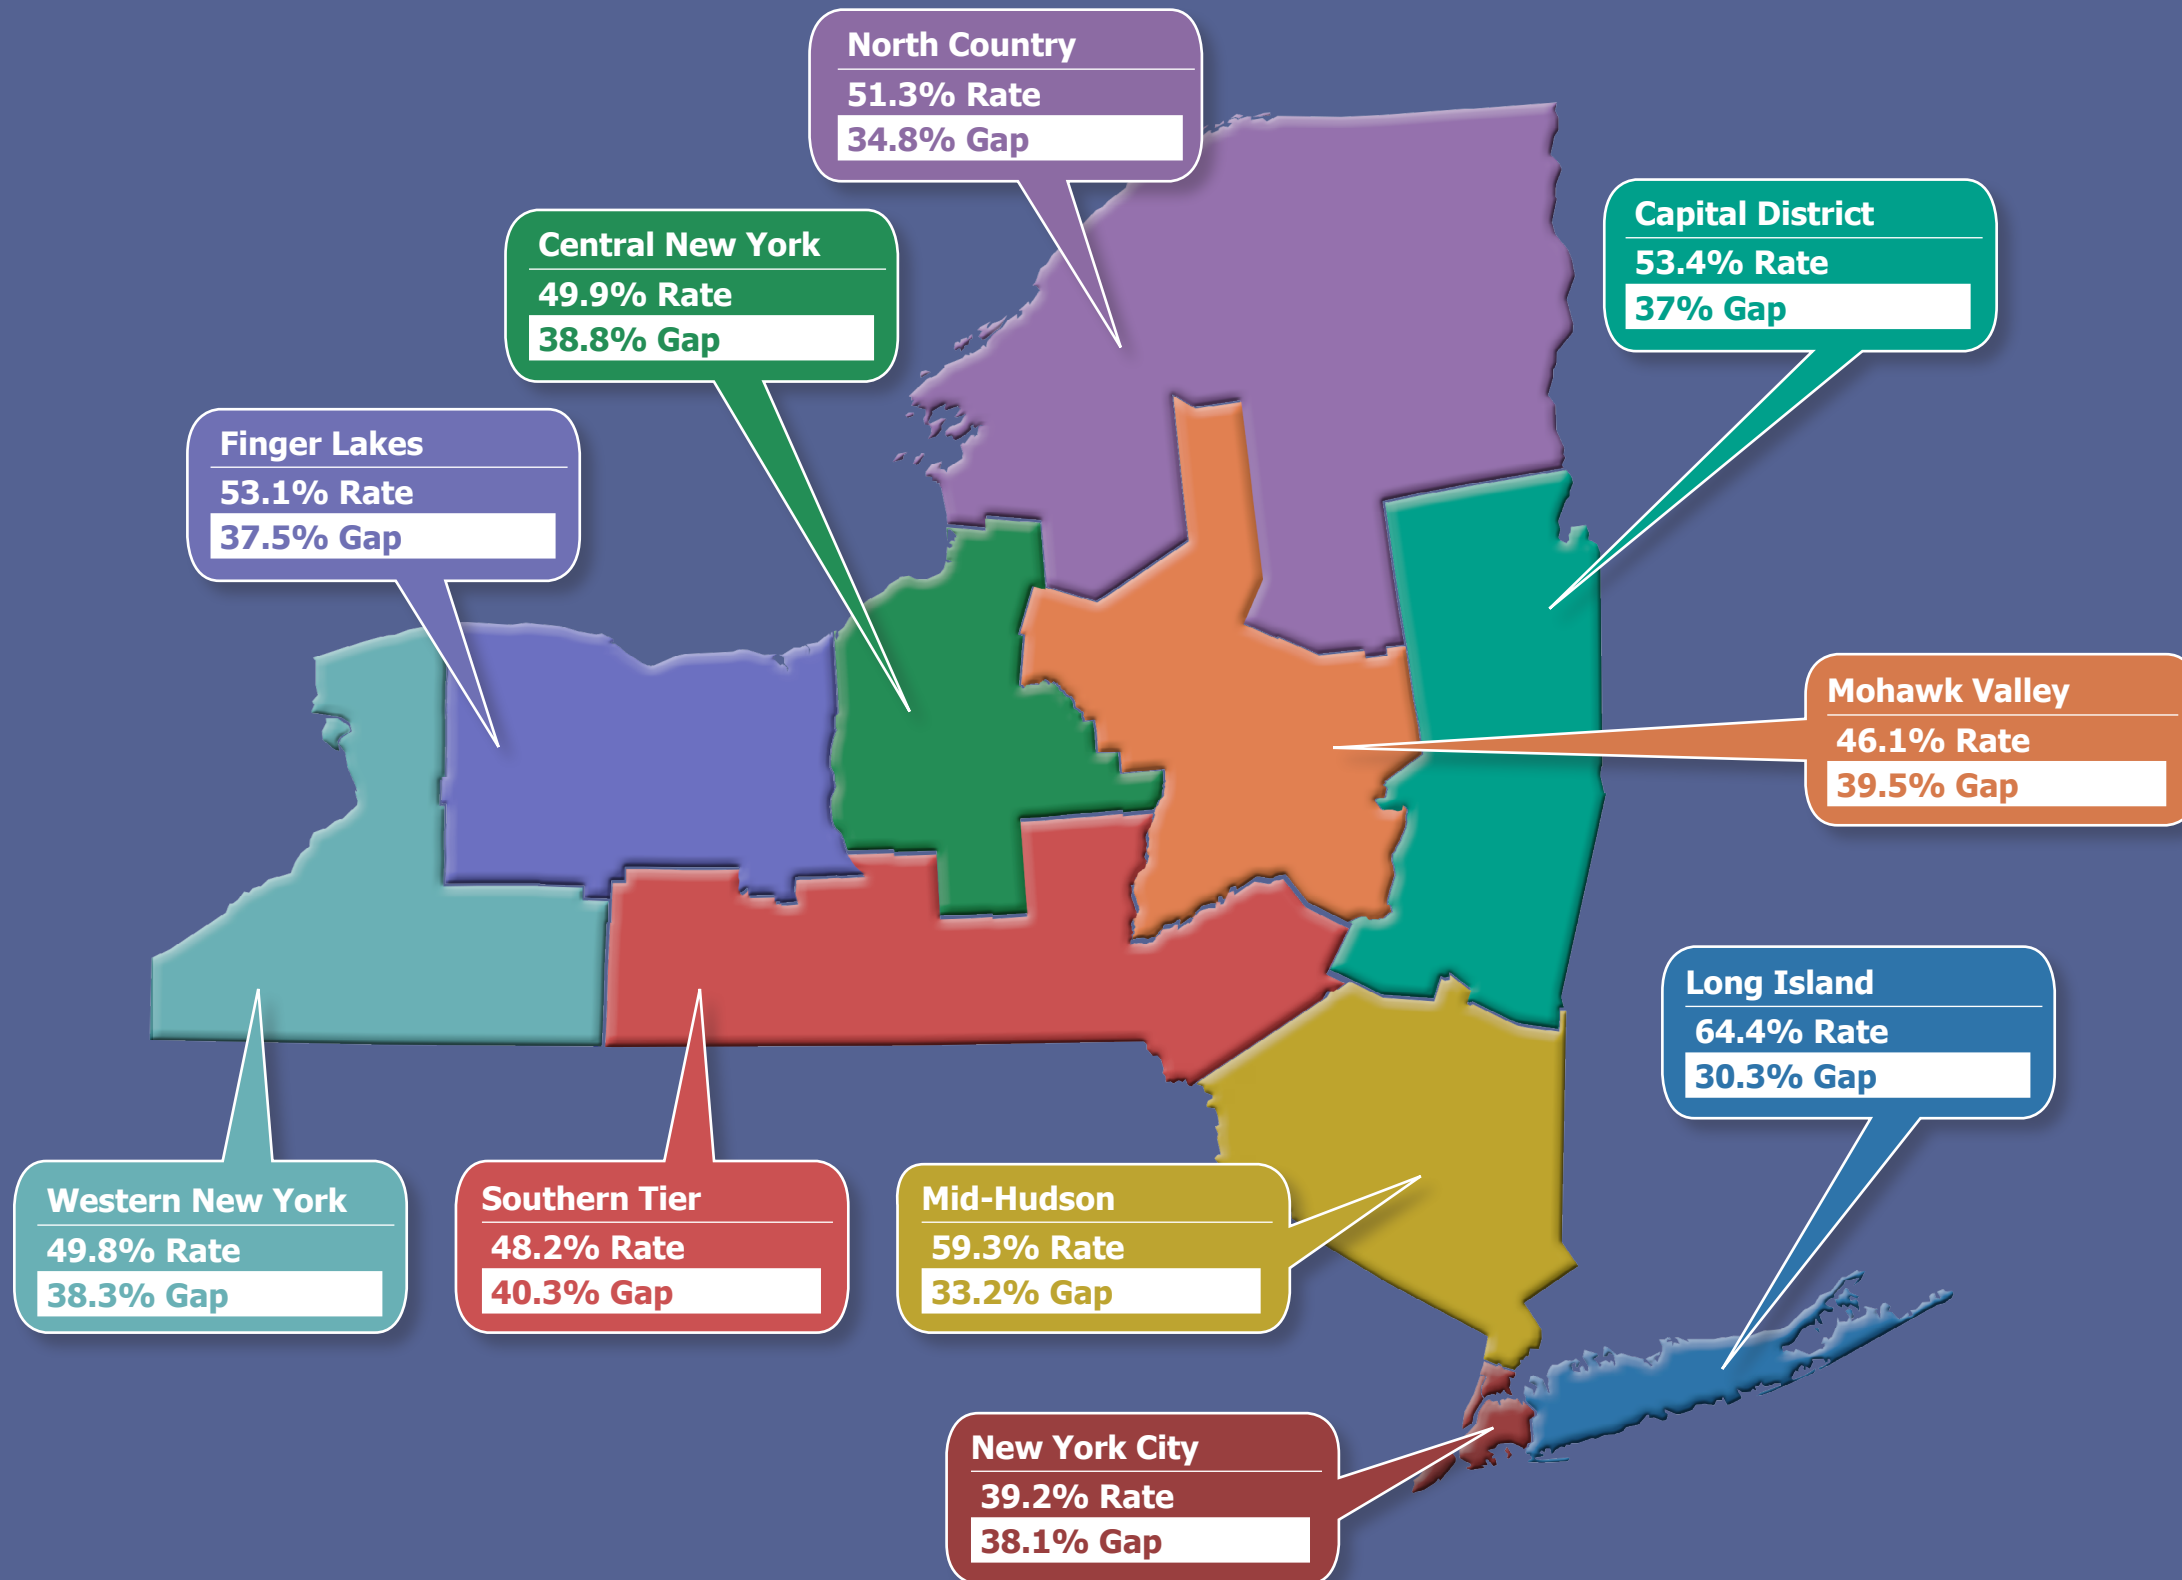 North Country
51.3% Rate
34.8% Gap
Capital District
53.4% Rate
37% Gap
Central New York
49.9% Rate
38.8% Gap
Finger Lakes
53.1% Rate
37.5% Gap
Mohawk Valley
46.1% Rate
39.5% Gap
Long Island
64.4% Rate
30.3% Gap
Western New York
49.8% Rate
38.3% Gap
Southern Tier
48.2% Rate
40.3% Gap
Mid-Hudson
59.3% Rate
33.2% Gap
New York City
39.2% Rate
38.1% Gap